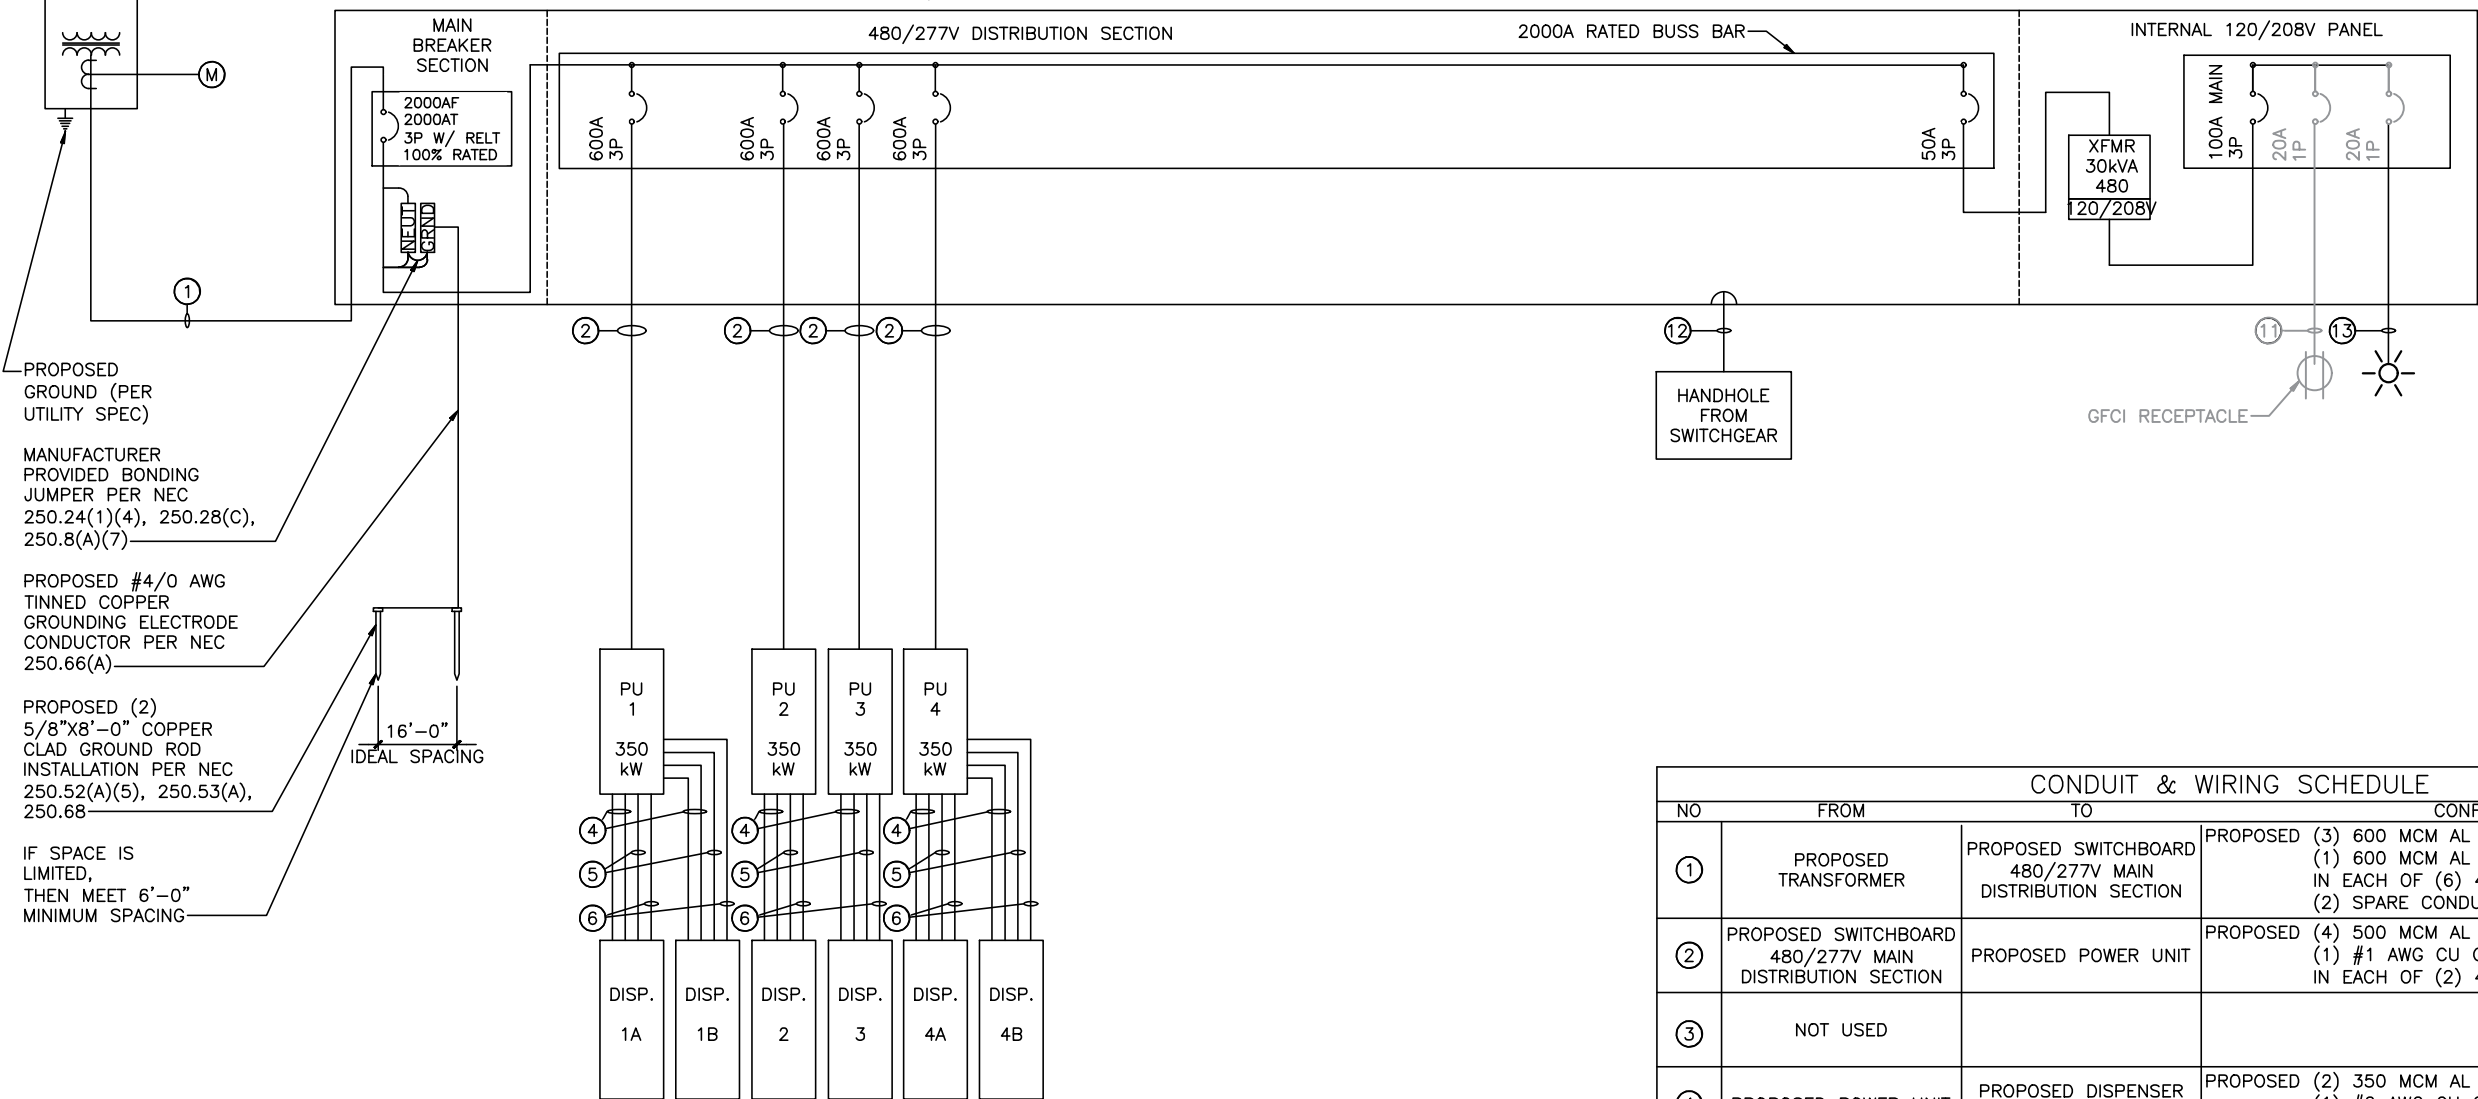 MAIN
BREAKER
SECTION
480/277V DISTRIBUTION SECTION
2000A RATED BUSS BAR
INTERNAL 120/208V PANEL
M
2000AF
2000AT
3P W/ RELT
100% RATED
NEUT
GRND
600A
3P
600A
3P
600A
3P
600A
3P
50A
3P
XFMR
30kVA
480
120/208V
100A MAIN
3P
20A
1P
20A
1P
1
2
2
2
2
12
11
13
HANDHOLE
FROM
SWITCHGEAR
GFCI RECEPTACLE
PROPOSED
GROUND (PER
UTILITY SPEC)
MANUFACTURER
PROVIDED BONDING
JUMPER PER NEC
250.24(1)(4), 250.28(C),
250.8(A)(7)
PROPOSED #4/0 AWG
TINNED COPPER
GROUNDING ELECTRODE
CONDUCTOR PER NEC
250.66(A)
PROPOSED (2)
5/8"X8'-0" COPPER
CLAD GROUND ROD
INSTALLATION PER NEC
250.52(A)(5), 250.53(A),
250.68
IF SPACE IS
LIMITED,
THEN MEET 6'-0"
MINIMUM SPACING
16'-0"
IDEAL SPACING
PU
1
350
kW
PU
2
350
kW
PU
3
350
kW
PU
4
350
kW
4
4
4
5
5
5
6
6
6
DISP.
1A
DISP.
1B
DISP.
2
DISP.
3
DISP.
4A
DISP.
4B
CONDUIT & WIRING SCHEDULE
NO
FROM
TO
1
PROPOSED
TRANSFORMER
PROPOSED SWITCHBOARD
480/277V MAIN
DISTRIBUTION SECTION
PROPOSED (3) 600 MCM AL
(1) 600 MCM AL
IN EACH OF (6)
(2) SPARE
2
PROPOSED SWITCHBOARD
480/277V MAIN
DISTRIBUTION SECTION
PROPOSED POWER UNIT
PROPOSED (4) 500 MCM AL
(1) #1 AWG CU
IN EACH OF (2)
3
NOT USED
PROPOSED DISPENSER
PROPOSED (2) 350 MCM AL